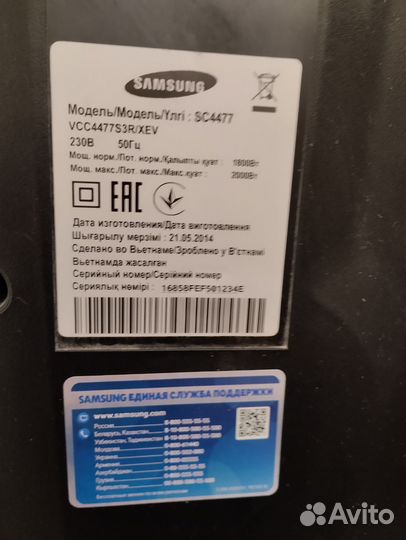 SAMSUNG
Модель/Модель/Үлгі : SC4477
VCC4477S3R/XEV
230В 50Гц
Мощ. норм./Пот. норм./Қалыпты қуат : 1800Вт
Мощ. макс./Пот. макс./Макс.қуат : 2000Вт
EAC
Дата изготовления/Дата виготовлення
Шығарылу мерзімі : 21.05.2014
Сделано во Вьетнаме/Зроблено у В'єтнамі
Вьетнамда жасалған
Серийный номер/Серійний номер
Сериялық нөмірі : 16858FEF501234E
SAMSUNG ЕДИНАЯ СЛУЖБА ПОДДЕРЖКИ
www.samsung.com
Россия
Беларусь, Казахстан
Узбекистан, Таджикистан
Молдова
Украина
Армения
Азербайджан
Грузия
Кыргызстан
Avito